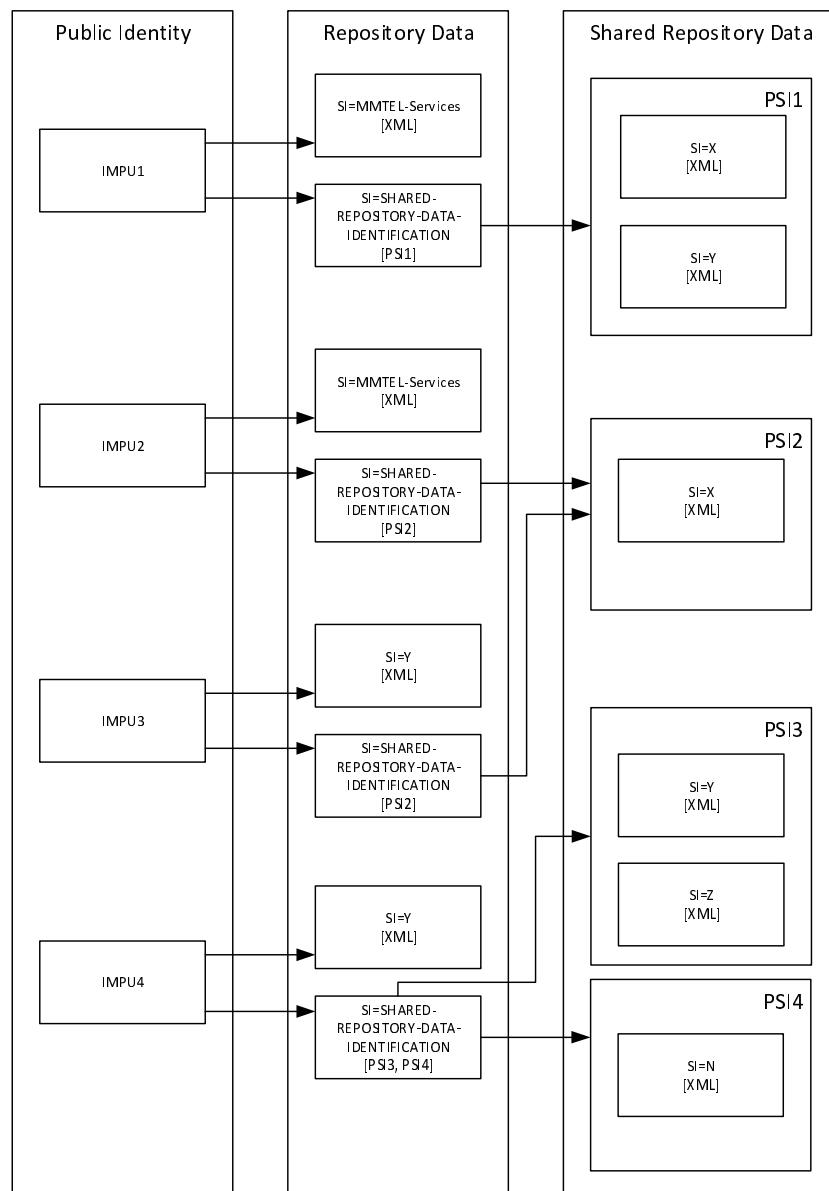 Public Identity
Repository Data
Shared Repository Data
IMPU1
SI=MMTEL-Services
[XML]
SI=SHARED-
REPOSITORY-DATA-
IDENTIFICATION
[PSI1]
PSI1
SI=X
[XML]
SI=Y
[XML]
IMPU2
SI=MMTEL-Services
[XML]
SI=SHARED-
REPOSITORY-DATA-
IDENTIFICATION
[PSI2]
PSI2
SI=X
[XML]
IMPU3
SI=Y
[XML]
SI=SHARED-
REPOSITORY-DATA-
IDENTIFICATION
[PSI2]
PSI3
SI=Y
[XML]
SI=Z
[XML]
IMPU4
SI=Y
[XML]
SI=SHARED-
REPOSITORY-DATA-
IDENTIFICATION
[PSI3, PSI4]
PSI4
SI=N
[XML]